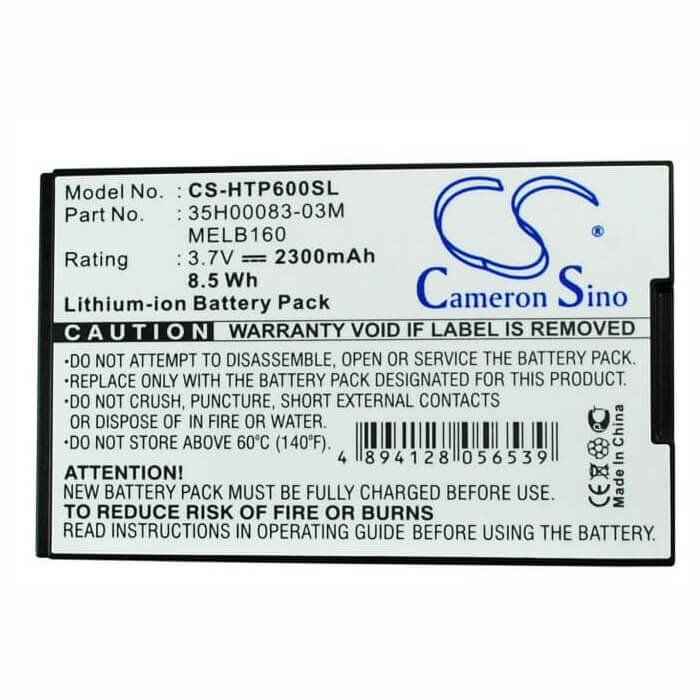 Model No. : CS-HTP600SL
Part No. : 35H00083-03M
MELB160
Rating : 3.7V ⎓ 2300mAh
8.5 Wh
Lithium-ion Battery Pack
CS
®
Cameron Sino
CAUTION WARRANTY VOID IF LABEL IS REMOVED
•DO NOT ATTEMPT TO DISSEMBLE, OPEN OR SERVICE THE BATTERY PACK.
•REPLACE ONLY WITH BATTERY PACK DESIGNATED FOR THIS PRODUCT.
•DO NOT CRUSH, PUNCTURE, SHORT EXTERNAL CONTACTS
OR DISPOSE OF IN FIRE OR WATER.
•DO NOT STORE ABOVE 60°C (140°F).
4 894128 056539
CE
Made In China
ATTENTION!
NEW BATTERY PACK MUST BE FULLY CHARGED BEFORE USE.
TO REDUCE RISK OF FIRE OR BURNS
READ INSTRUCTIONS IN OPERATING GUIDE BEFORE USING THE BATTERY.